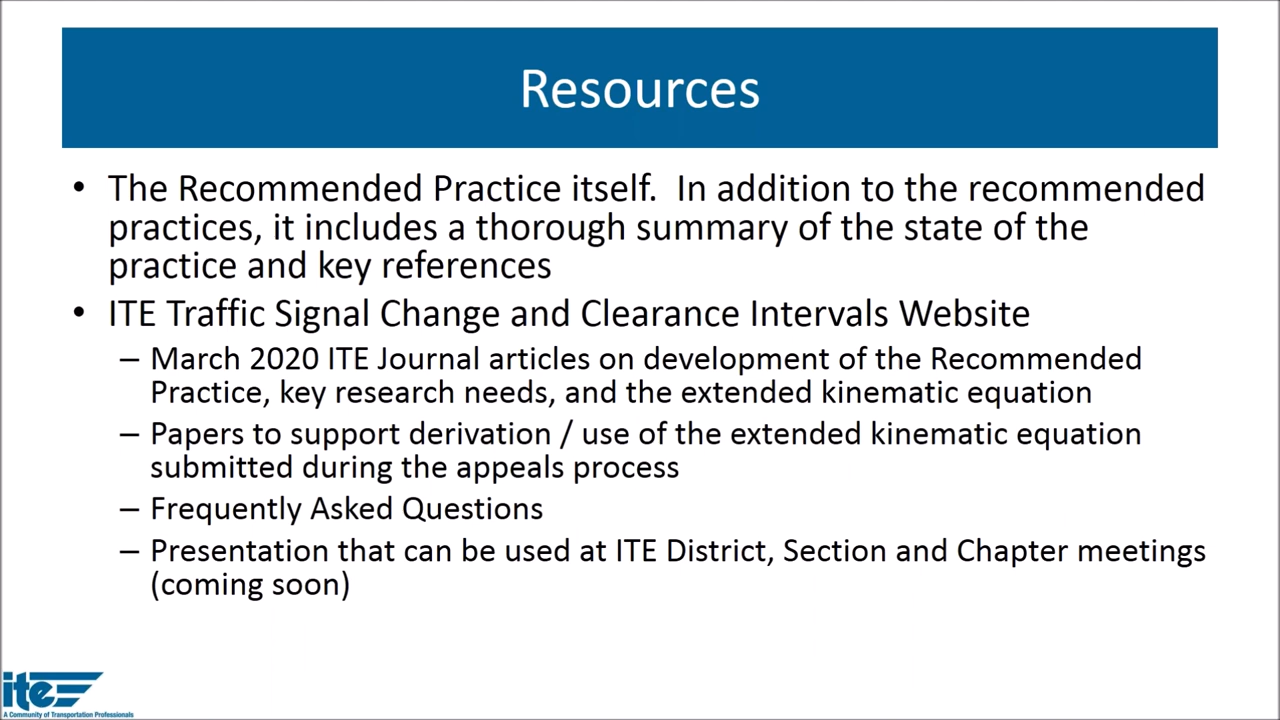 Resources
• The Recommended Practice itself.  In addition to the recommended
practices, it includes a thorough summary of the state of the
practice and key references
• ITE Traffic Signal Change and Clearance Intervals Website
– March 2020 ITE Journal articles on development of the Recommended
Practice, key research needs, and the extended kinematic equation
– Papers to support derivation / use of the extended kinematic equation
submitted during the appeals process
– Frequently Asked Questions
– Presentation that can be used at ITE District, Section and Chapter meetings
(coming soon)
ite
A Community of Transportation Professionals